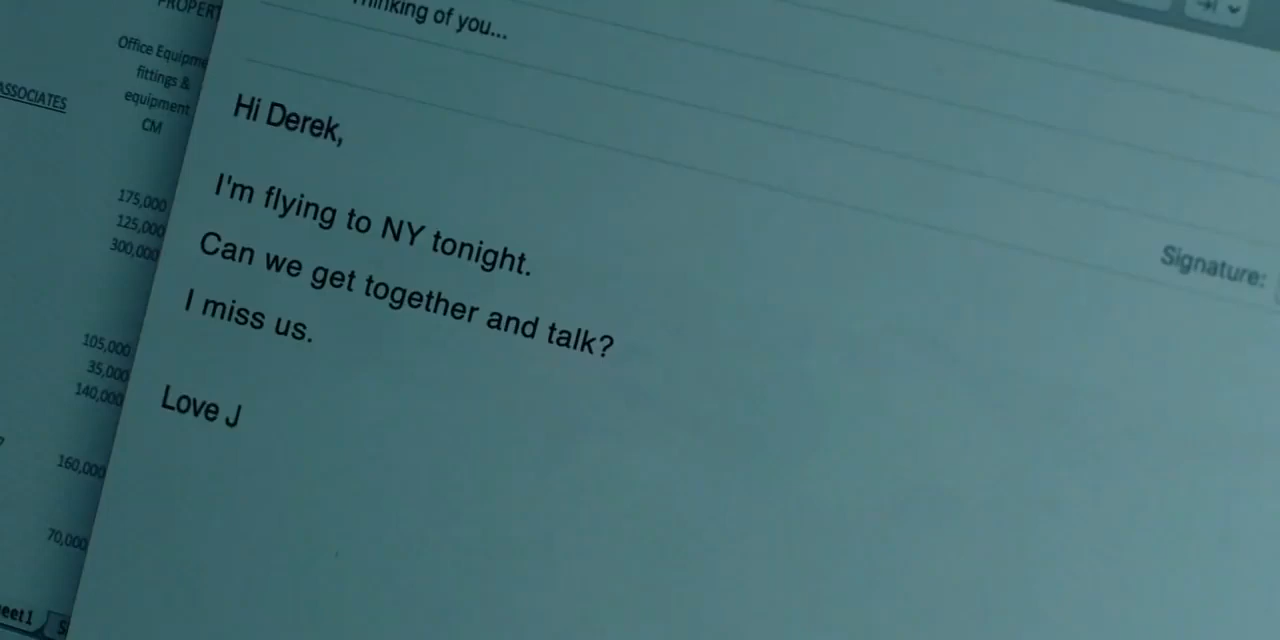 Thinking of you...
Hi Derek,
I'm flying to NY tonight.
Can we get together and talk?
I miss us.
Love J
Signature:
Office Equipme
fittings &
equipment
CM
ASSOCIATES
175,000
125,000
300,000
105,000
35,000
140,000
160,000
70,000
eet1